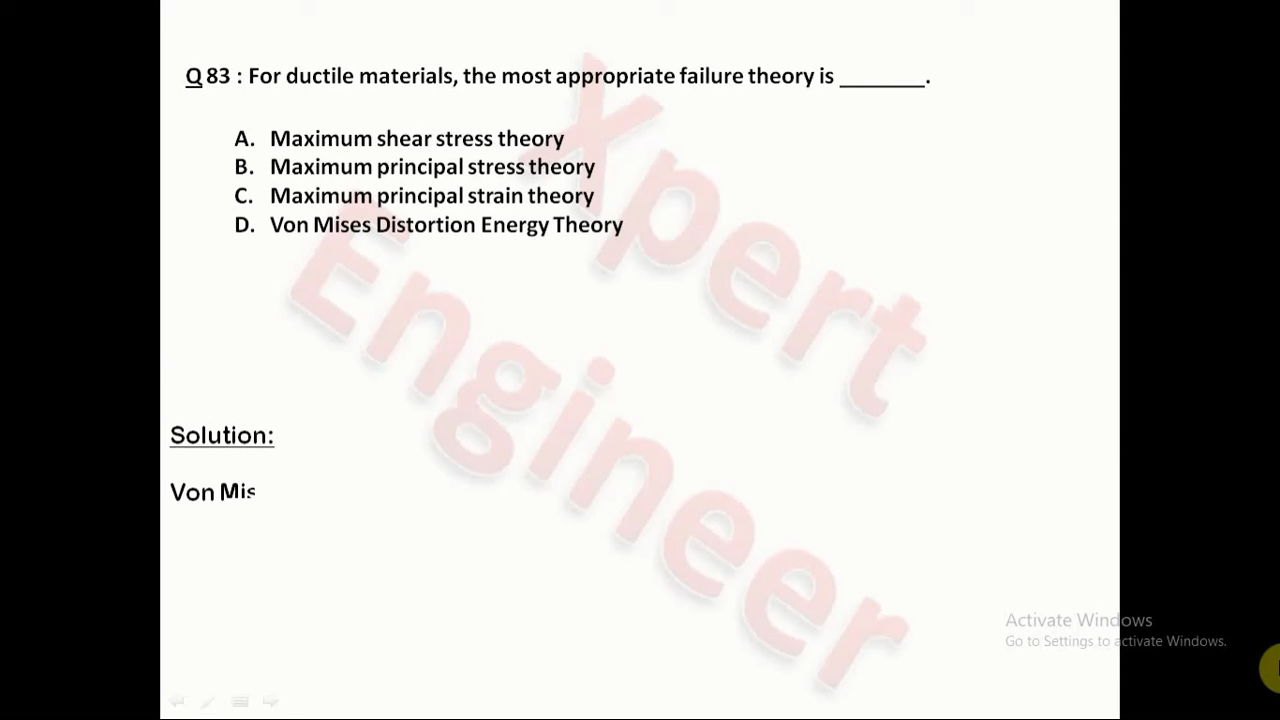 Q 83 : For ductile materials, the most appropriate failure theory is _______.
A. Maximum shear stress theory
B. Maximum principal stress theory
C. Maximum principal strain theory
D. Von Mises Distortion Energy Theory
Xpert
Engineer
Solution:
Von Mis
Activate Windows
Go to Settings to activate Windows.